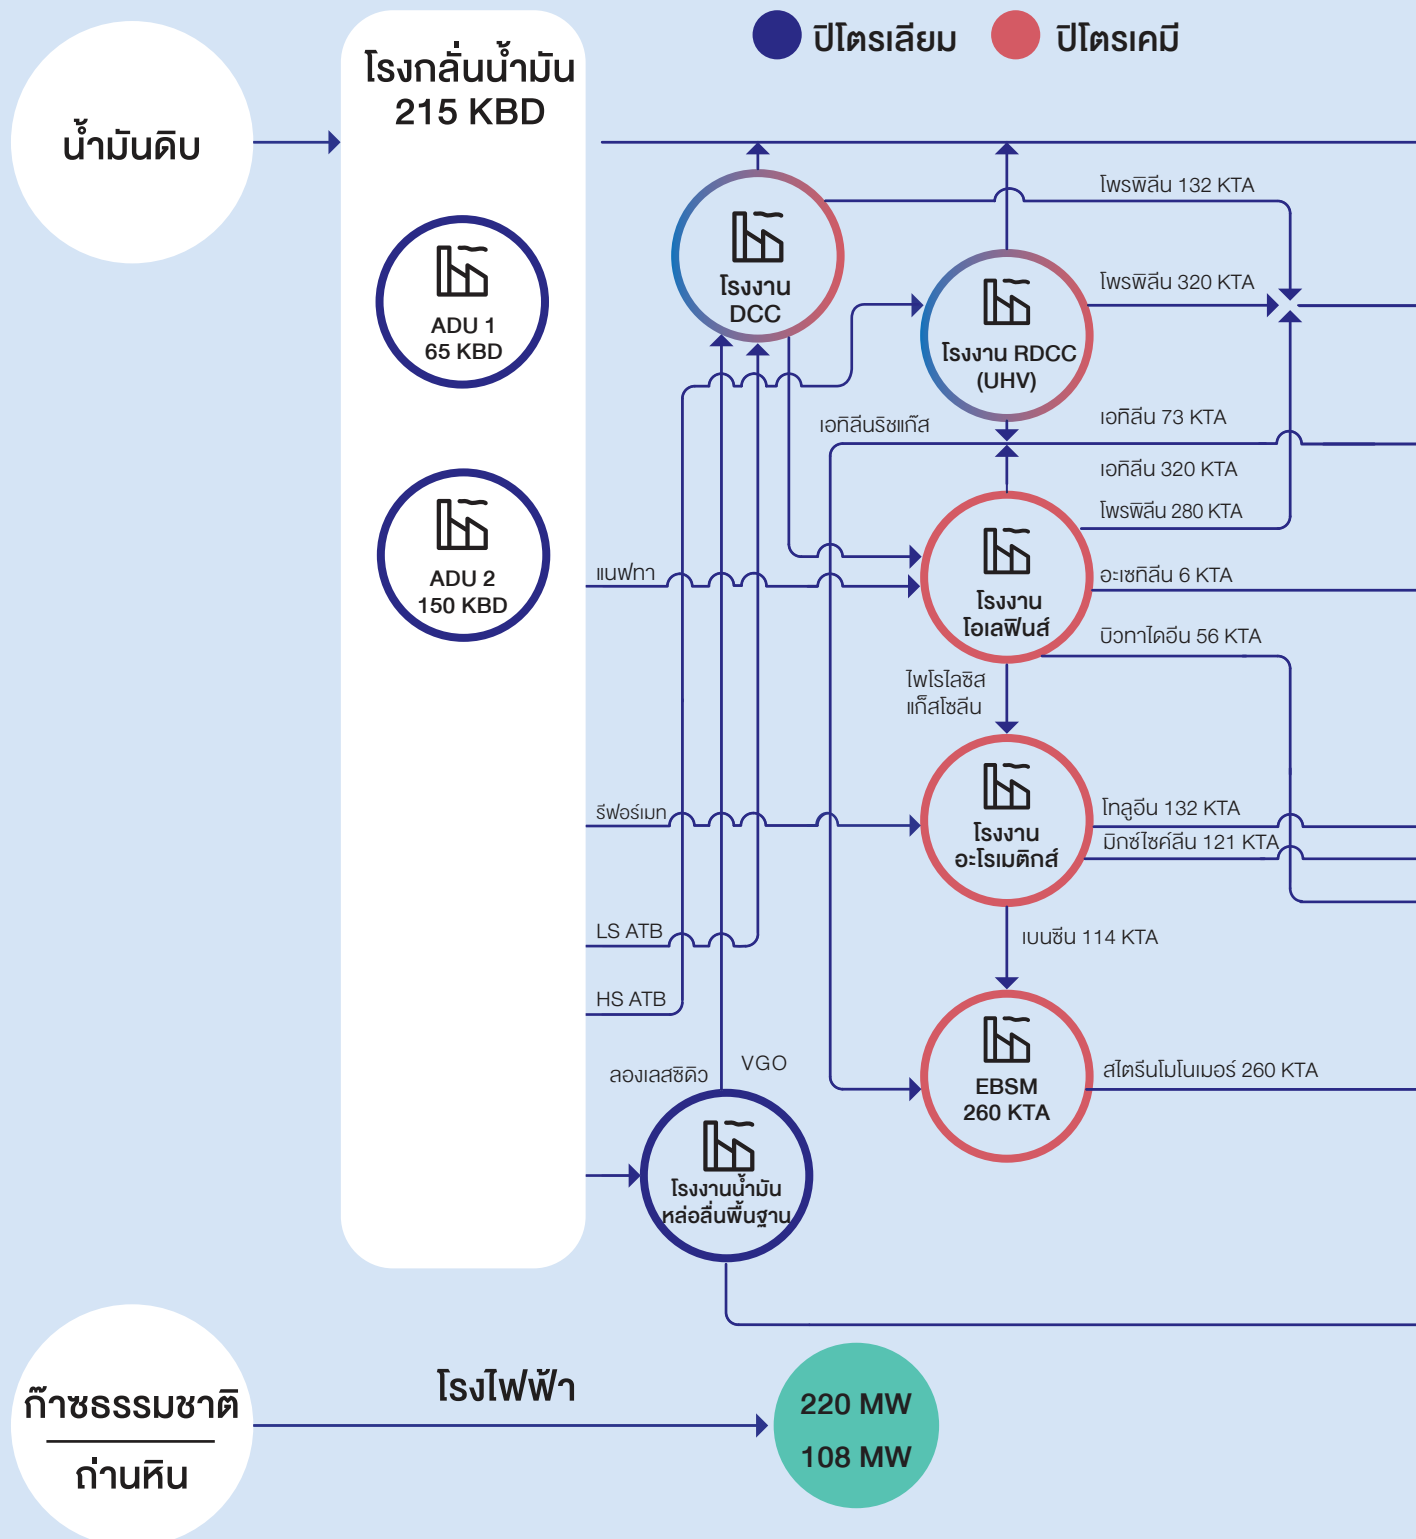 ปิโตรเลียม
ปิโตรเคมี
น้ำมันดิบ
โรงกลั่นน้ำมัน
215 KBD
ADU 1
65 KBD
ADU 2
150 KBD
โรงงาน
DCC
โพรพิลีน 132 KTA
โรงงาน RDCC
(UHV)
โพรพิลีน 320 KTA
เอทิลีนริชแก๊ส
เอทิลีน 73 KTA
เอทิลีน 320 KTA
โพรพิลีน 280 KTA
แนฟทา
โรงงาน
โอเลฟินส์
อะเซทิลีน 6 KTA
บิวทาไดอีน 56 KTA
ไพโรไลซิส
แก็สโซลีน
รีฟอร์เมท
โรงงาน
อะโรเมติกส์
โทลูอีน 132 KTA
มิกซ์ไซค์ลีน 121 KTA
LS ATB
เบนซีน 114 KTA
HS ATB
ลองเลสซิดิว
VGO
EBSM
260 KTA
สไตรีนโมโนเมอร์ 260 KTA
โรงงานน้ำมัน
หล่อลื่นพื้นฐาน
ก๊าซธรรมชาติ
ถ่านหิน
โรงไฟฟ้า
220 MW
108 MW